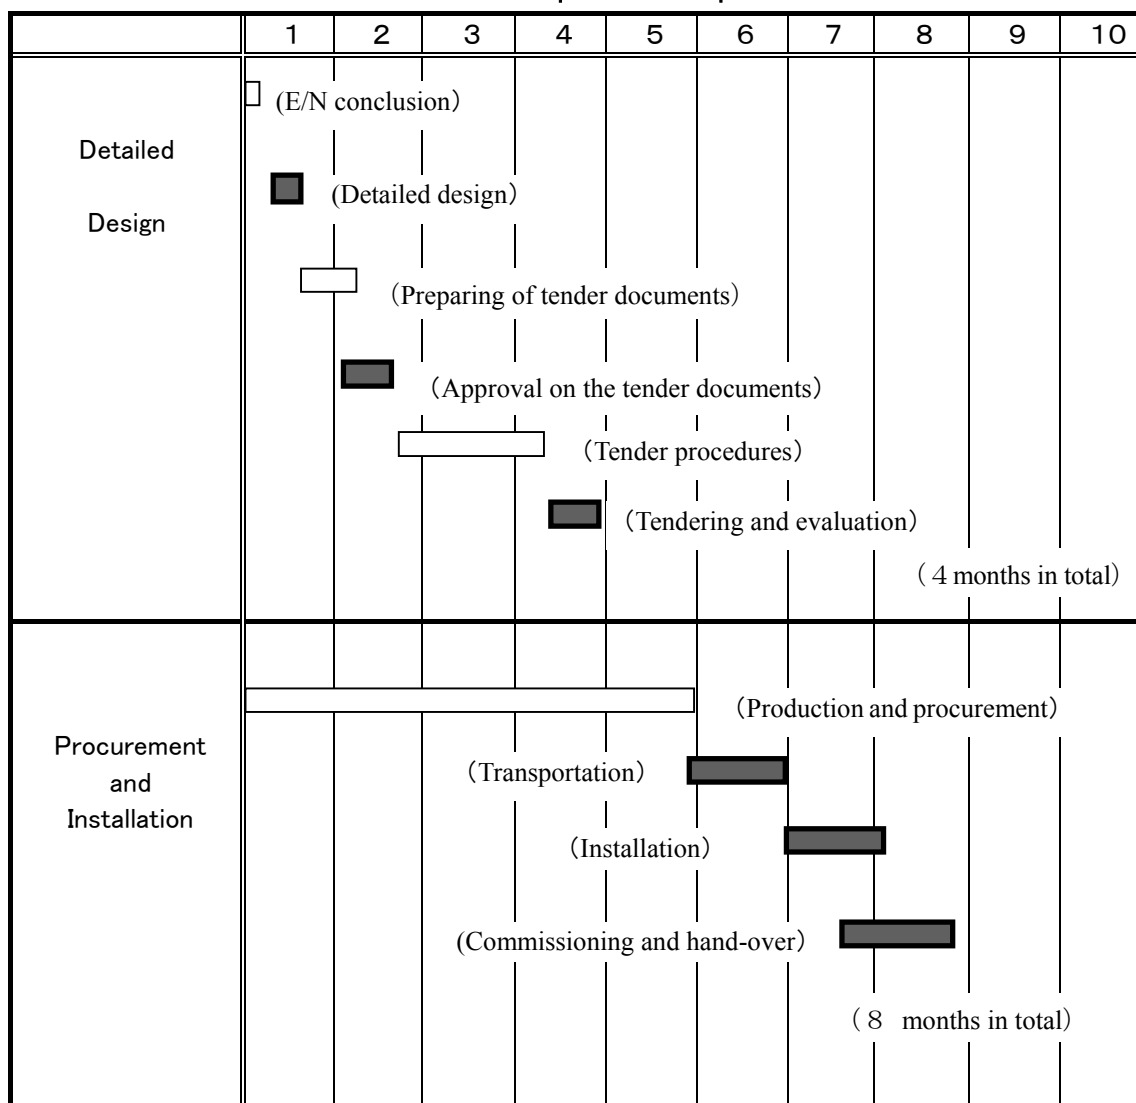 1 2 3 4 5 6 7 8 9 10
(E/N conclusion）
Detailed
Design
(Detailed design）
（Preparing of tender documents）
（Approval on the tender documents）
（Tender procedures）
（Tendering and evaluation）
（４months in total）
（Production and procurement）
Procurement
and
Installation
（Transportation）
（Installation）
(Commissioning and hand-over）
（８ months in total）